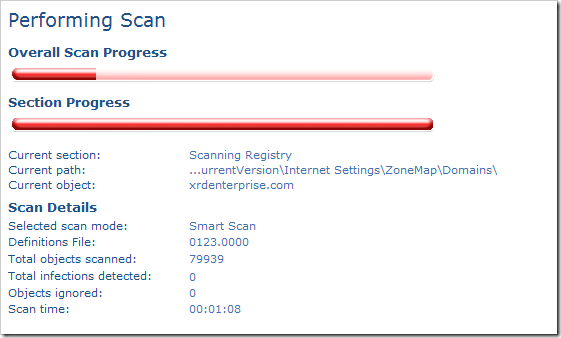 Performing Scan
Overall Scan Progress
Section Progress
Current section: Scanning Registry
Current path: ...urrentVersion\Internet Settings\ZoneMap\Domains\
Current object: xrdenterprise.com
Scan Details
Selected scan mode: Smart Scan
Definitions File: 0123.0000
Total objects scanned: 79939
Total infections detected: 0
Objects ignored: 0
Scan time: 00:01:08